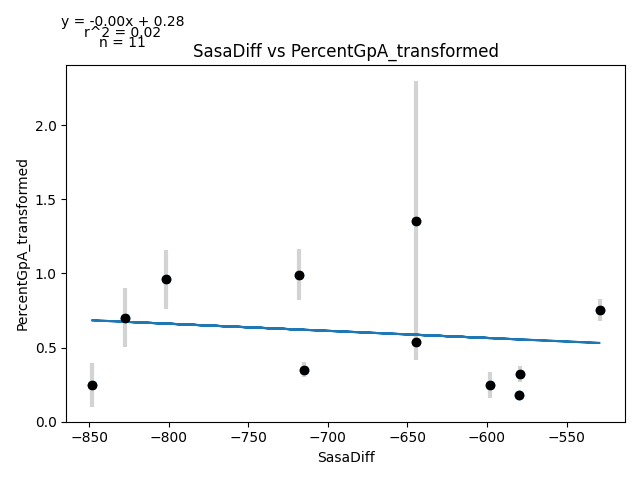 y = -0.00x + 0.28
r^2 = 0.02
n = 11
SasaDiff vs PercentGpA_transformed
PercentGpA_transformed
2.0
1.5
1.0
0.5
0.0
−850 −800 −750 −700 −650 −600 −550
SasaDiff